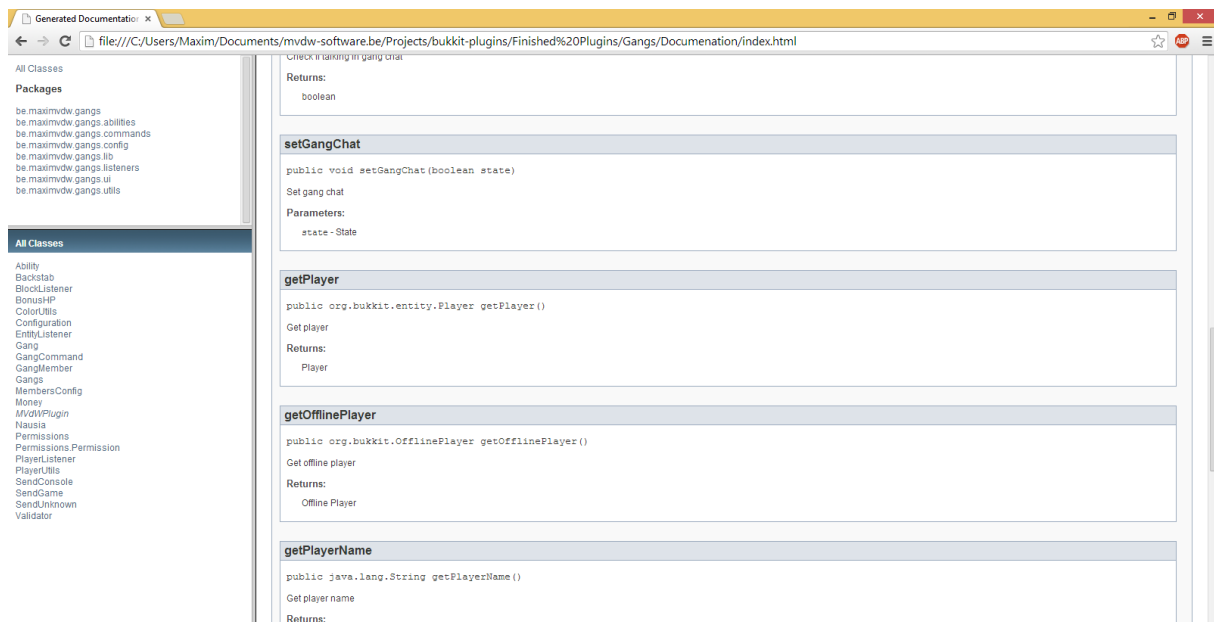 Generated Documentation
file:///C:/Users/Maxim/Documents/mvdw-software.be/Projects/bukkit-plugins/Finished%20Plugins/Gangs/Documenation/index.html
ABP
All Classes
Packages
be.maximvdw.gangs
be.maximvdw.gangs.abilities
be.maximvdw.gangs.commands
be.maximvdw.gangs.config
be.maximvdw.gangs.lib
be.maximvdw.gangs.listeners
be.maximvdw.gangs.ui
be.maximvdw.gangs.utils
All Classes
Ability
Backstab
BlockListener
BonusHP
ColorUtils
Configuration
EntityListener
Gang
GangCommand
GangMember
Gangs
MembersConfig
Money
MVdWPlugin
Nausia
Permissions
Permissions.Permission
PlayerListener
PlayerUtils
SendConsole
SendGame
SendUnknown
Validator
Check if talking in gang chat
Returns:
boolean
setGangChat
public void setGangChat(boolean state)
Set gang chat
Parameters:
state - State
getPlayer
public org.bukkit.entity.Player getPlayer()
Get player
Returns:
Player
getOfflinePlayer
public org.bukkit.OfflinePlayer getOfflinePlayer()
Get offline player
Returns:
Offline Player
getPlayerName
public java.lang.String getPlayerName()
Get player name
Returns: